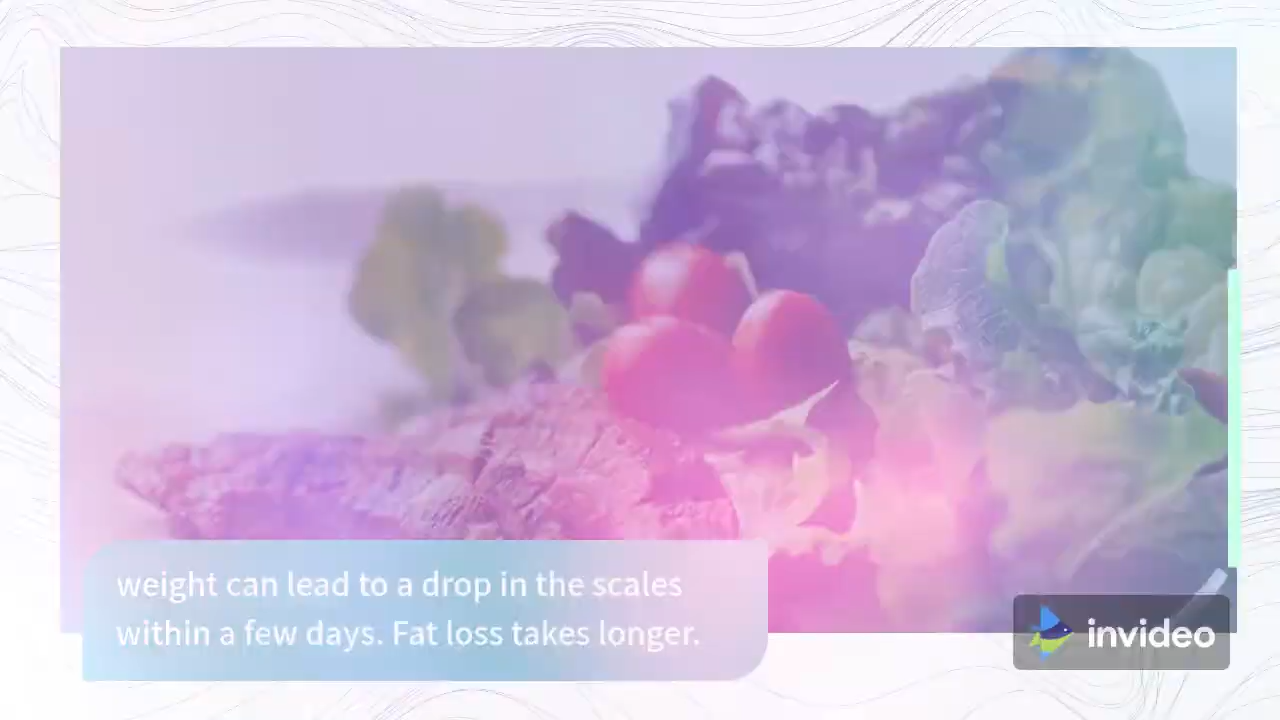 weight can lead to a drop in the scales
within a few days. Fat loss takes longer.
invideo